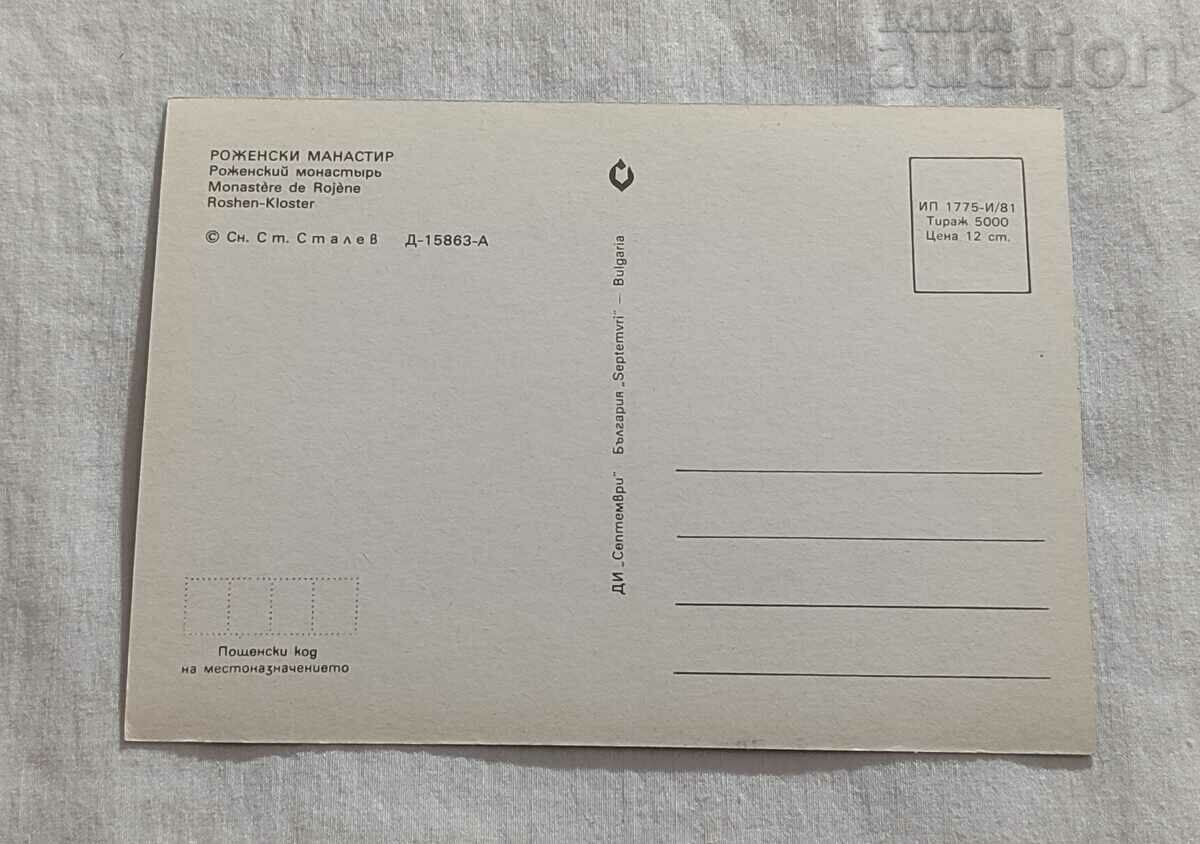 РОЖЕНСКИ МАНАСТИР
Роженский монастырь
Monastère de Rojène
Roshen-Kloster
© Сн. Ст. Сталев Д-15863-А
ДИ „Септември" България „Septemvri" — Bulgaria
ИП 1775-И/81
Тираж 5000
Цена 12 ст.
Пощенски код
на местоназначението
auction